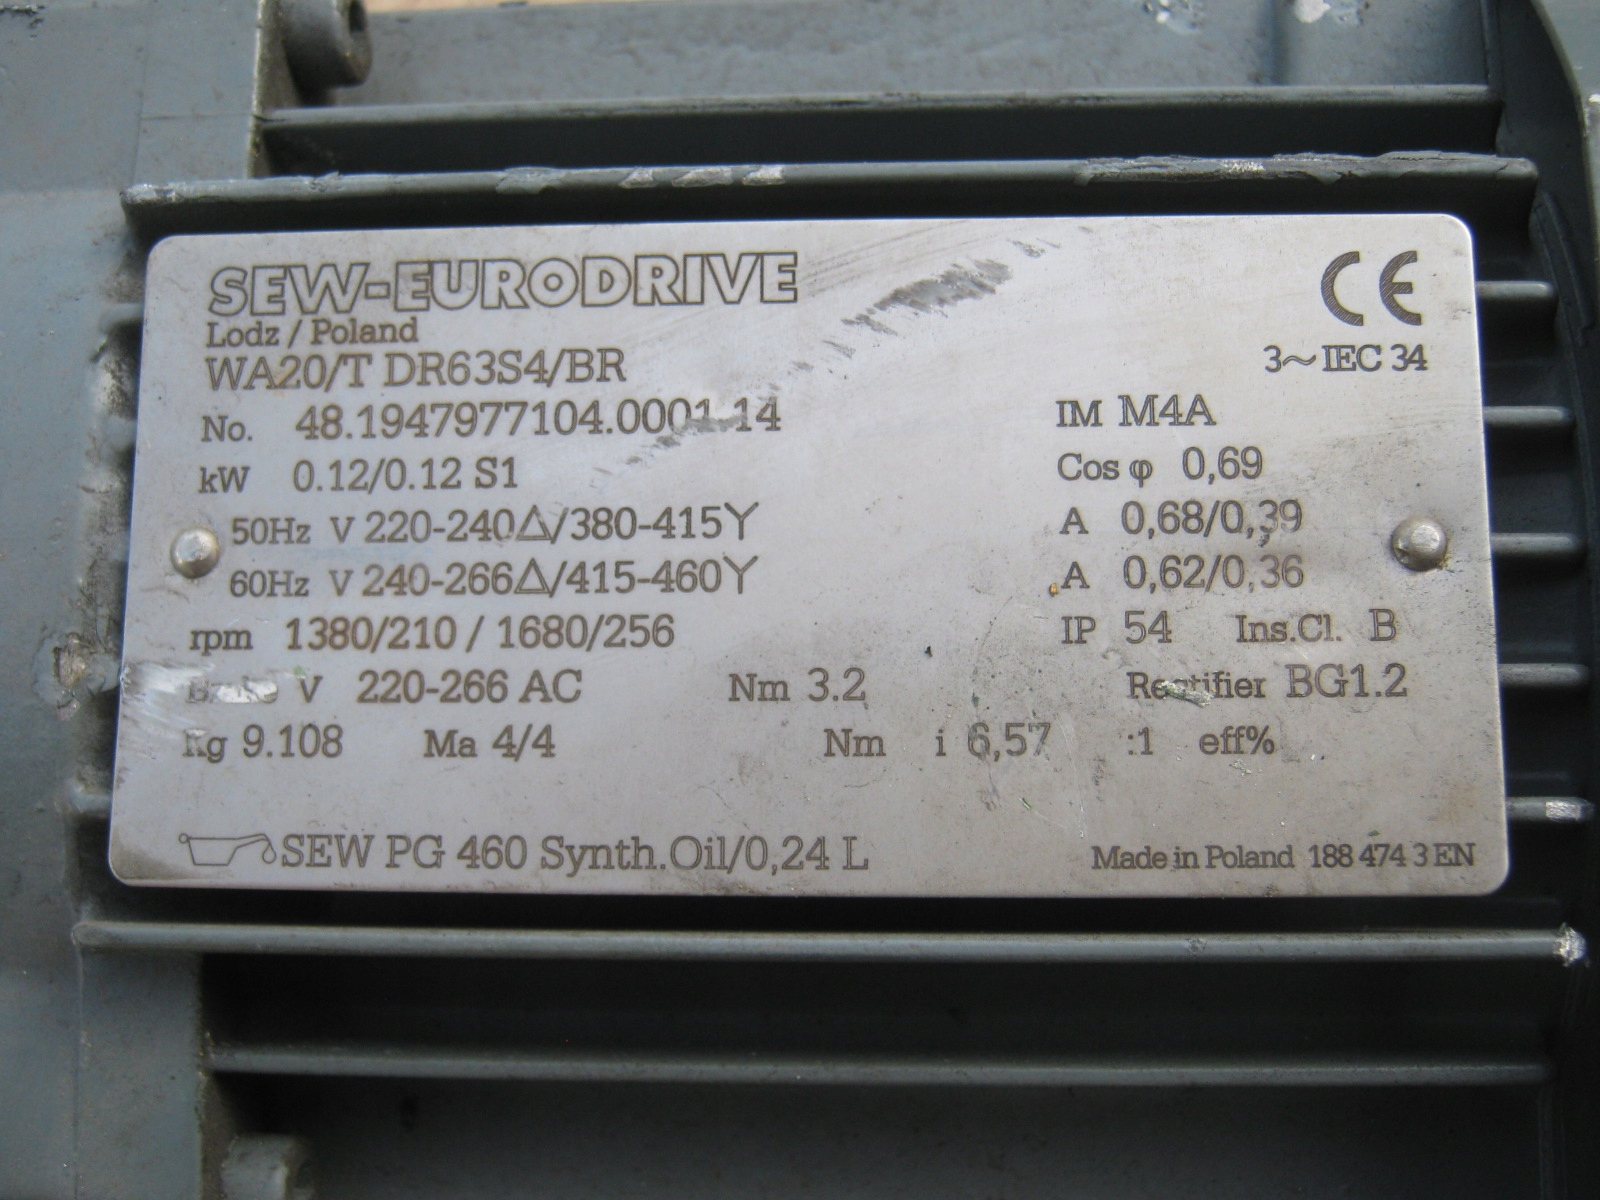 SEW-EURODRIVE CE
Lodz / Poland
WA20/T DR63S4/BR 3~ IEC 34
No. 48.1947977104.0001.14 IM M4A
kW 0.12/0.12 S1 Cos φ 0,69
50Hz V 220-240Δ/380-415Y A 0,68/0,39
60Hz V 240-266Δ/415-460Y A 0,62/0,36
rpm 1380/210 / 1680/256 IP 54 Ins.Cl. B
Brake V 220-266 AC Nm 3.2 Rectifier BG1.2
kg 9.108 Ma 4/4 Nm i 6,57 :1 eff%
SEW PG 460 Synth.Oil/0,24 L Made in Poland 188 474 3 EN